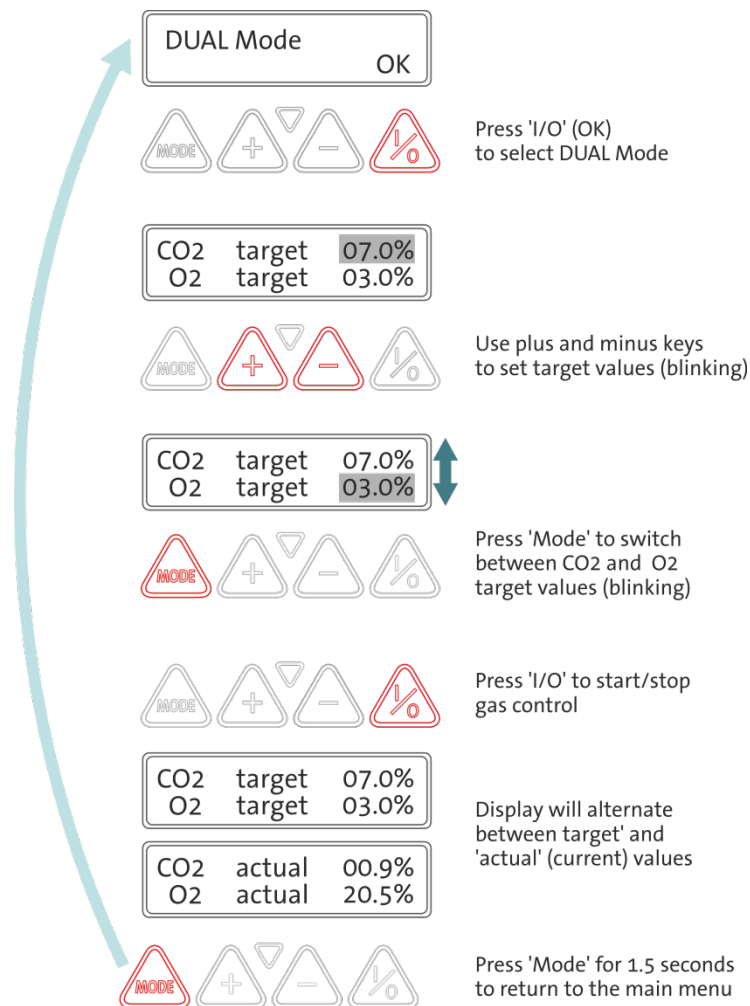 DUAL Mode
OK
MODE + - I/O
Press 'I/O' (OK)
to select DUAL Mode
CO2 target 07.0%
O2 target 03.0%
MODE + - I/O
Use plus and minus keys
to set target values (blinking)
CO2 target 07.0%
O2 target 03.0%
MODE + - I/O
Press 'Mode' to switch
between CO2 and O2
target values (blinking)
MODE + - I/O
Press 'I/O' to start/stop
gas control
CO2 target 07.0%
O2 target 03.0%
CO2 actual 00.9%
O2 actual 20.5%
Display will alternate
between target' and
'actual' (current) values
MODE + - I/O
Press 'Mode' for 1.5 seconds
to return to the main menu